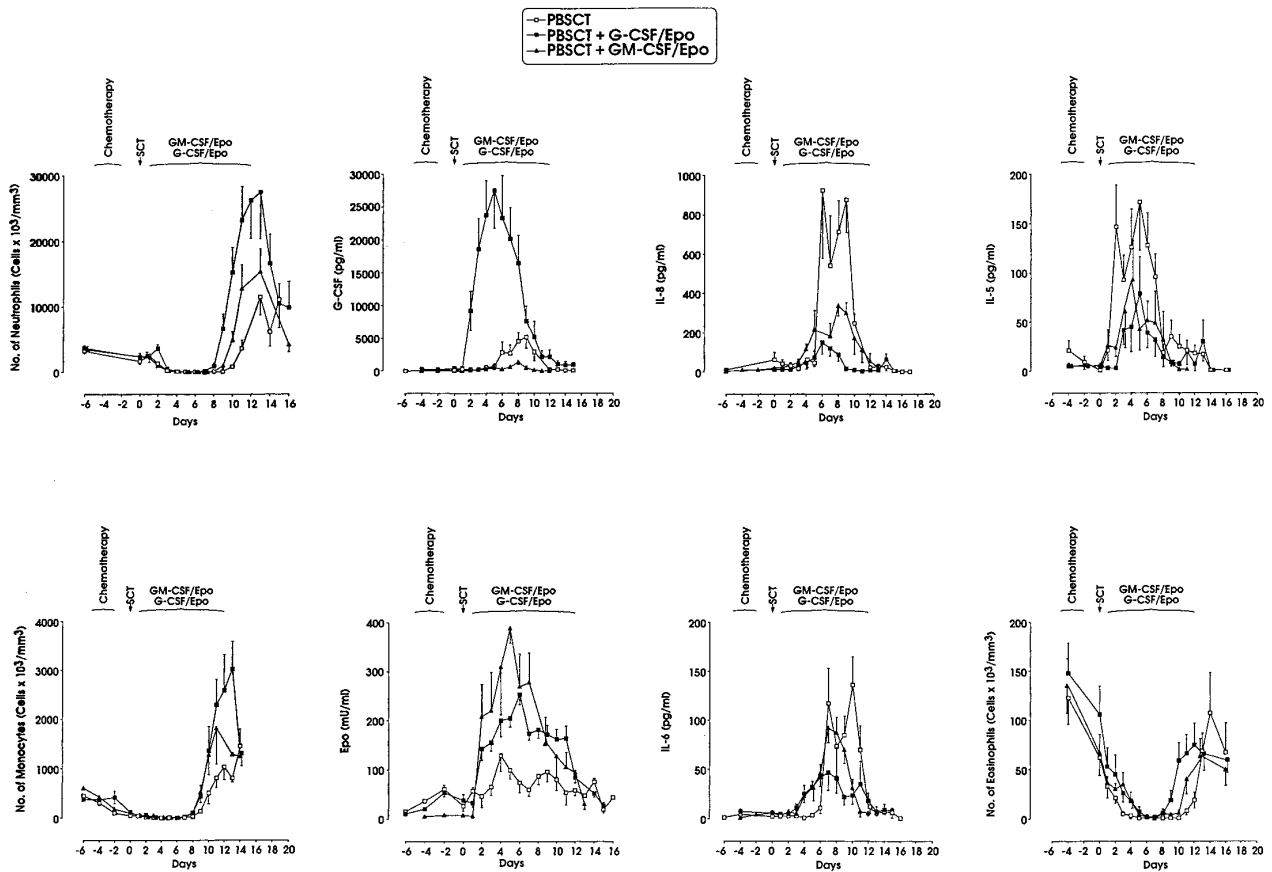 PBSCT
PBSCT + G-CSF/Epo
PBSCT + GM-CSF/Epo
Chemotherapy
SCT
GM-CSF/Epo
G-CSF/Epo
No. of Neutrophils (Cells x 10³/mm³)
30000
20000
10000
0
-6 -4 -2 0 2 4 6 8 10 12 14 16
Days
Chemotherapy
SCT
GM-CSF/Epo
G-CSF/Epo
G-CSF (pg/ml)
30000
25000
20000
15000
10000
5000
0
-6 -4 -2 0 2 4 6 8 10 12 14 16 18 20
Days
Chemotherapy
SCT
GM-CSF/Epo
G-CSF/Epo
IL-8 (pg/ml)
1000
800
600
400
200
0
-6 -4 -2 0 2 4 6 8 10 12 14 16 18 20
Days
Chemotherapy
SCT
GM-CSF/Epo
G-CSF/Epo
IL-5 (pg/ml)
200
150
100
50
0
-6 -4 -2 0 2 4 6 8 10 12 14 16 18 20
Days
Chemotherapy
SCT
GM-CSF/Epo
G-CSF/Epo
No. of Monocytes (Cells x 10³/mm³)
4000
3000
2000
1000
0
-6 -4 -2 0 2 4 6 8 10 12 14 16 18 20
Days
Chemotherapy
SCT
GM-CSF/Epo
G-CSF/Epo
Epo (mU/ml)
400
300
200
100
0
-6 -4 -2 0 2 4 6 8 10 12 14 16
Days
Chemotherapy
SCT
GM-CSF/Epo
G-CSF/Epo
IL-6 (pg/ml)
200
150
100
50
0
-6 -4 -2 0 2 4 6 8 10 12 14 16 18 20
Days
Chemotherapy
SCT
GM-CSF/Epo
G-CSF/Epo
No. of Eosinophils (Cells x 10³/mm³)
200
150
100
50
0
-6 -4 -2 0 2 4 6 8 10 12 14 16 18 20
Days